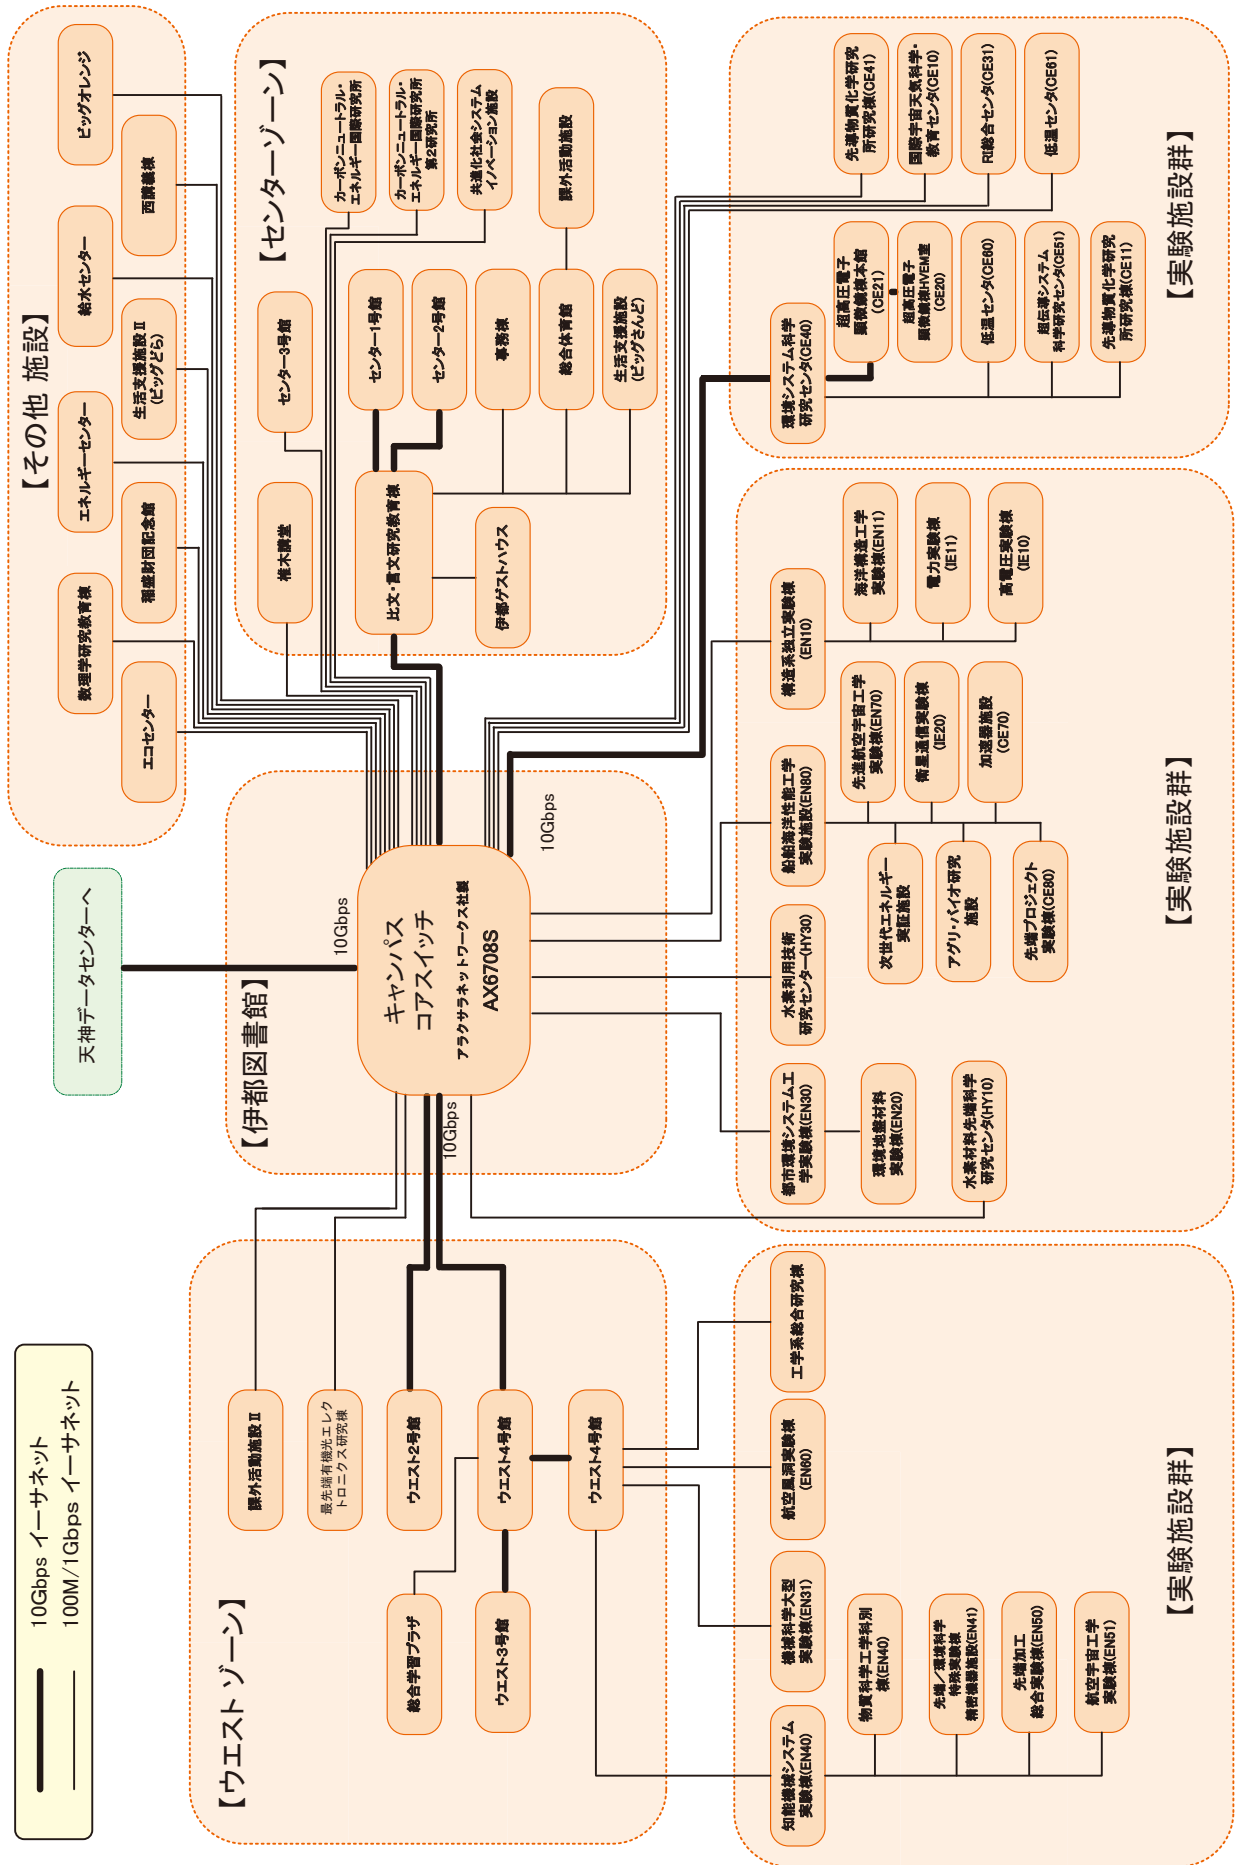 10Gbps イーサネット
100M/1Gbps イーサネット
天神データセンターへ
【その他 施設】
エコセンター
数理学研究教育棟
稲盛財団記念館
エネルギーセンター
生活支援施設Ⅱ
(ビッグどら)
給水センター
西講義棟
ビッグオレンジ
【ウエスト ゾーン】
課外活動施設Ⅱ
最先端有機光エレク
トロニクス研究棟
ウエスト2号館
総合学習プラザ
ウエスト4号館
ウエスト3号館
ウエスト4号館
【伊都図書館】
10Gbps
10Gbps
10Gbps
キャンパス
コアスイッチ
アラクサラネットワークス社製
AX6708S
【センターゾーン】
椎木講堂
センター3号館
カーボンニュートラル・
エネルギー国際研究所
カーボンニュートラル・
エネルギー国際研究所
第2研究所
共進化社会システム
イノベーション施設
比文・言文研究教育棟
センター1号館
センター2号館
事務棟
総合体育館
課外活動施設
生活支援施設
(ビッグさんど)
伊都ゲストハウス
知能機械システム
実験棟(EN40)
機械科学大型
実験棟(EN31)
航空風洞実験棟
(EN60)
工学系総合研究棟
物質科学工学科別
棟(EN40)
先端/環境科学
特殊実験棟
精密機器施設(EN41)
先端加工
総合実験棟(EN50)
航空宇宙工学
実験棟(EN51)
【実験施設群】
都市環境システム工
学実験棟(EN30)
水素利用技術
研究センター(HY30)
船舶海洋性能工学
実験施設(EN80)
構造系独立実験棟
(EN10)
環境地盤材料
実験棟(EN20)
水素材料先端科学
研究センタ(HY10)
次世代エネルギー
実証施設
アグリ・バイオ研究
施設
先端プロジェクト
実験棟(CE80)
先進航空宇宙工学
実験棟(EN70)
衛星通信実験棟
(IE20)
加速器施設
(CE70)
海洋構造工学
実験棟(EN11)
電力実験棟
(IE11)
高電圧実験棟
(IE10)
【実験施設群】
環境システム科学
研究センタ(CE40)
超高圧電子
顕微鏡棟本館
(CE21)
超高圧電子
顕微鏡棟HVEM室
(CE20)
低温センタ(CE60)
超伝導システム
科学研究センタ(CE51)
先導物質化学研究
所研究棟(CE11)
先導物質化学研究
所研究棟(CE41)
国際宇宙天気科学・
教育センタ(CE10)
RI総合センタ(CE31)
低温センタ(CE61)
【実験施設群】